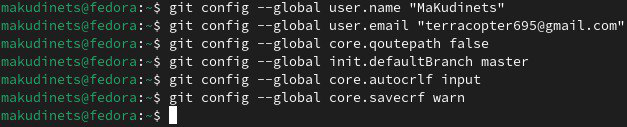 makudinets@fedora:~$ git config --global user.name "MaKudinets"
makudinets@fedora:~$ git config --global user.email "terracopter695@gmail.com"
makudinets@fedora:~$ git config --global core.qoutepath false
makudinets@fedora:~$ git config --global init.defaultBranch master
makudinets@fedora:~$ git config --global core.autocrlf input
makudinets@fedora:~$ git config --global core.savecrf warn
makudinets@fedora:~$